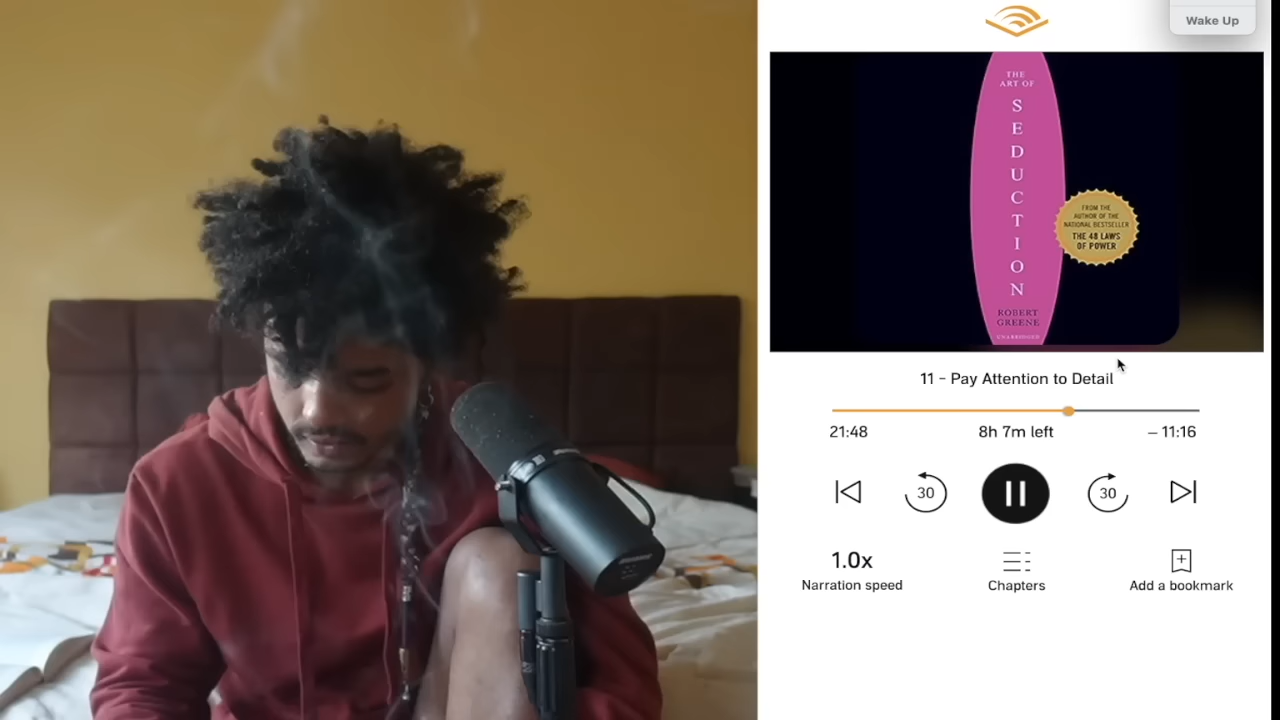 Wake Up
THE
ART OF
S
E
D
U
C
T
I
O
N
ROBERT
GREENE
UNABRIDGED
FROM THE
AUTHOR OF THE
NATIONAL BESTSELLER
THE 48 LAWS
OF POWER
11 - Pay Attention to Detail
21:48
8h 7m left
– 11:16
30
30
1.0x
Narration speed
Chapters
Add a bookmark